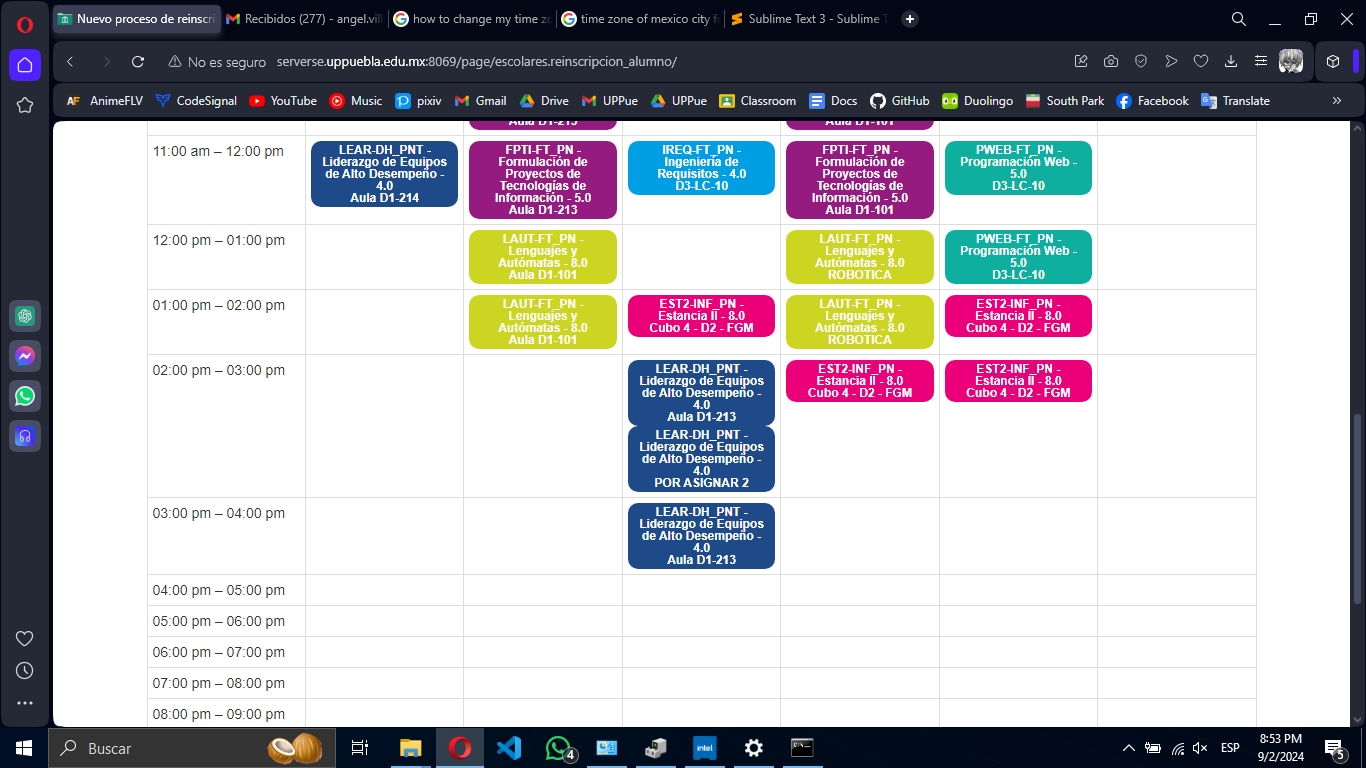 Nuevo proceso de reinscri
Recibidos (277) - angel.vill
how to change my time zo
time zone of mexico city f
Sublime Text 3 - Sublime T
No es seguro
serverse.uppuebla.edu.mx:8069/page/escolares.reinscripcion_alumno/
AnimeFLV
CodeSignal
YouTube
Music
pixiv
Gmail
Drive
UPPue
UPPue
Classroom
Docs
GitHub
Duolingo
South Park
Facebook
Translate
Aula D1-213
Aula D1-101
11:00 am – 12:00 pm
LEAR-DH_PNT -
Liderazgo de Equipos
de Alto Desempeño -
4.0
Aula D1-214
FPTI-FT_PN -
Formulación de
Proyectos de
Tecnologías de
Información - 5.0
Aula D1-213
IREQ-FT_PN -
Ingeniería de
Requisitos - 4.0
D3-LC-10
FPTI-FT_PN -
Formulación de
Proyectos de
Tecnologías de
Información - 5.0
Aula D1-101
PWEB-FT_PN -
Programación Web -
5.0
D3-LC-10
12:00 pm – 01:00 pm
LAUT-FT_PN -
Lenguajes y
Autómatas - 8.0
Aula D1-101
LAUT-FT_PN -
Lenguajes y
Autómatas - 8.0
ROBOTICA
PWEB-FT_PN -
Programación Web -
5.0
D3-LC-10
01:00 pm – 02:00 pm
LAUT-FT_PN -
Lenguajes y
Autómatas - 8.0
Aula D1-101
EST2-INF_PN -
Estancia II - 8.0
Cubo 4 - D2 - FGM
LAUT-FT_PN -
Lenguajes y
Autómatas - 8.0
ROBOTICA
EST2-INF_PN -
Estancia II - 8.0
Cubo 4 - D2 - FGM
02:00 pm – 03:00 pm
LEAR-DH_PNT -
Liderazgo de Equipos
de Alto Desempeño -
4.0
Aula D1-213
LEAR-DH_PNT -
Liderazgo de Equipos
de Alto Desempeño -
4.0
POR ASIGNAR 2
EST2-INF_PN -
Estancia II - 8.0
Cubo 4 - D2 - FGM
EST2-INF_PN -
Estancia II - 8.0
Cubo 4 - D2 - FGM
03:00 pm – 04:00 pm
LEAR-DH_PNT -
Liderazgo de Equipos
de Alto Desempeño -
4.0
Aula D1-213
04:00 pm – 05:00 pm
05:00 pm – 06:00 pm
06:00 pm – 07:00 pm
07:00 pm – 08:00 pm
08:00 pm – 09:00 pm
Buscar
4
intel
ESP
8:53 PM
9/2/2024
5